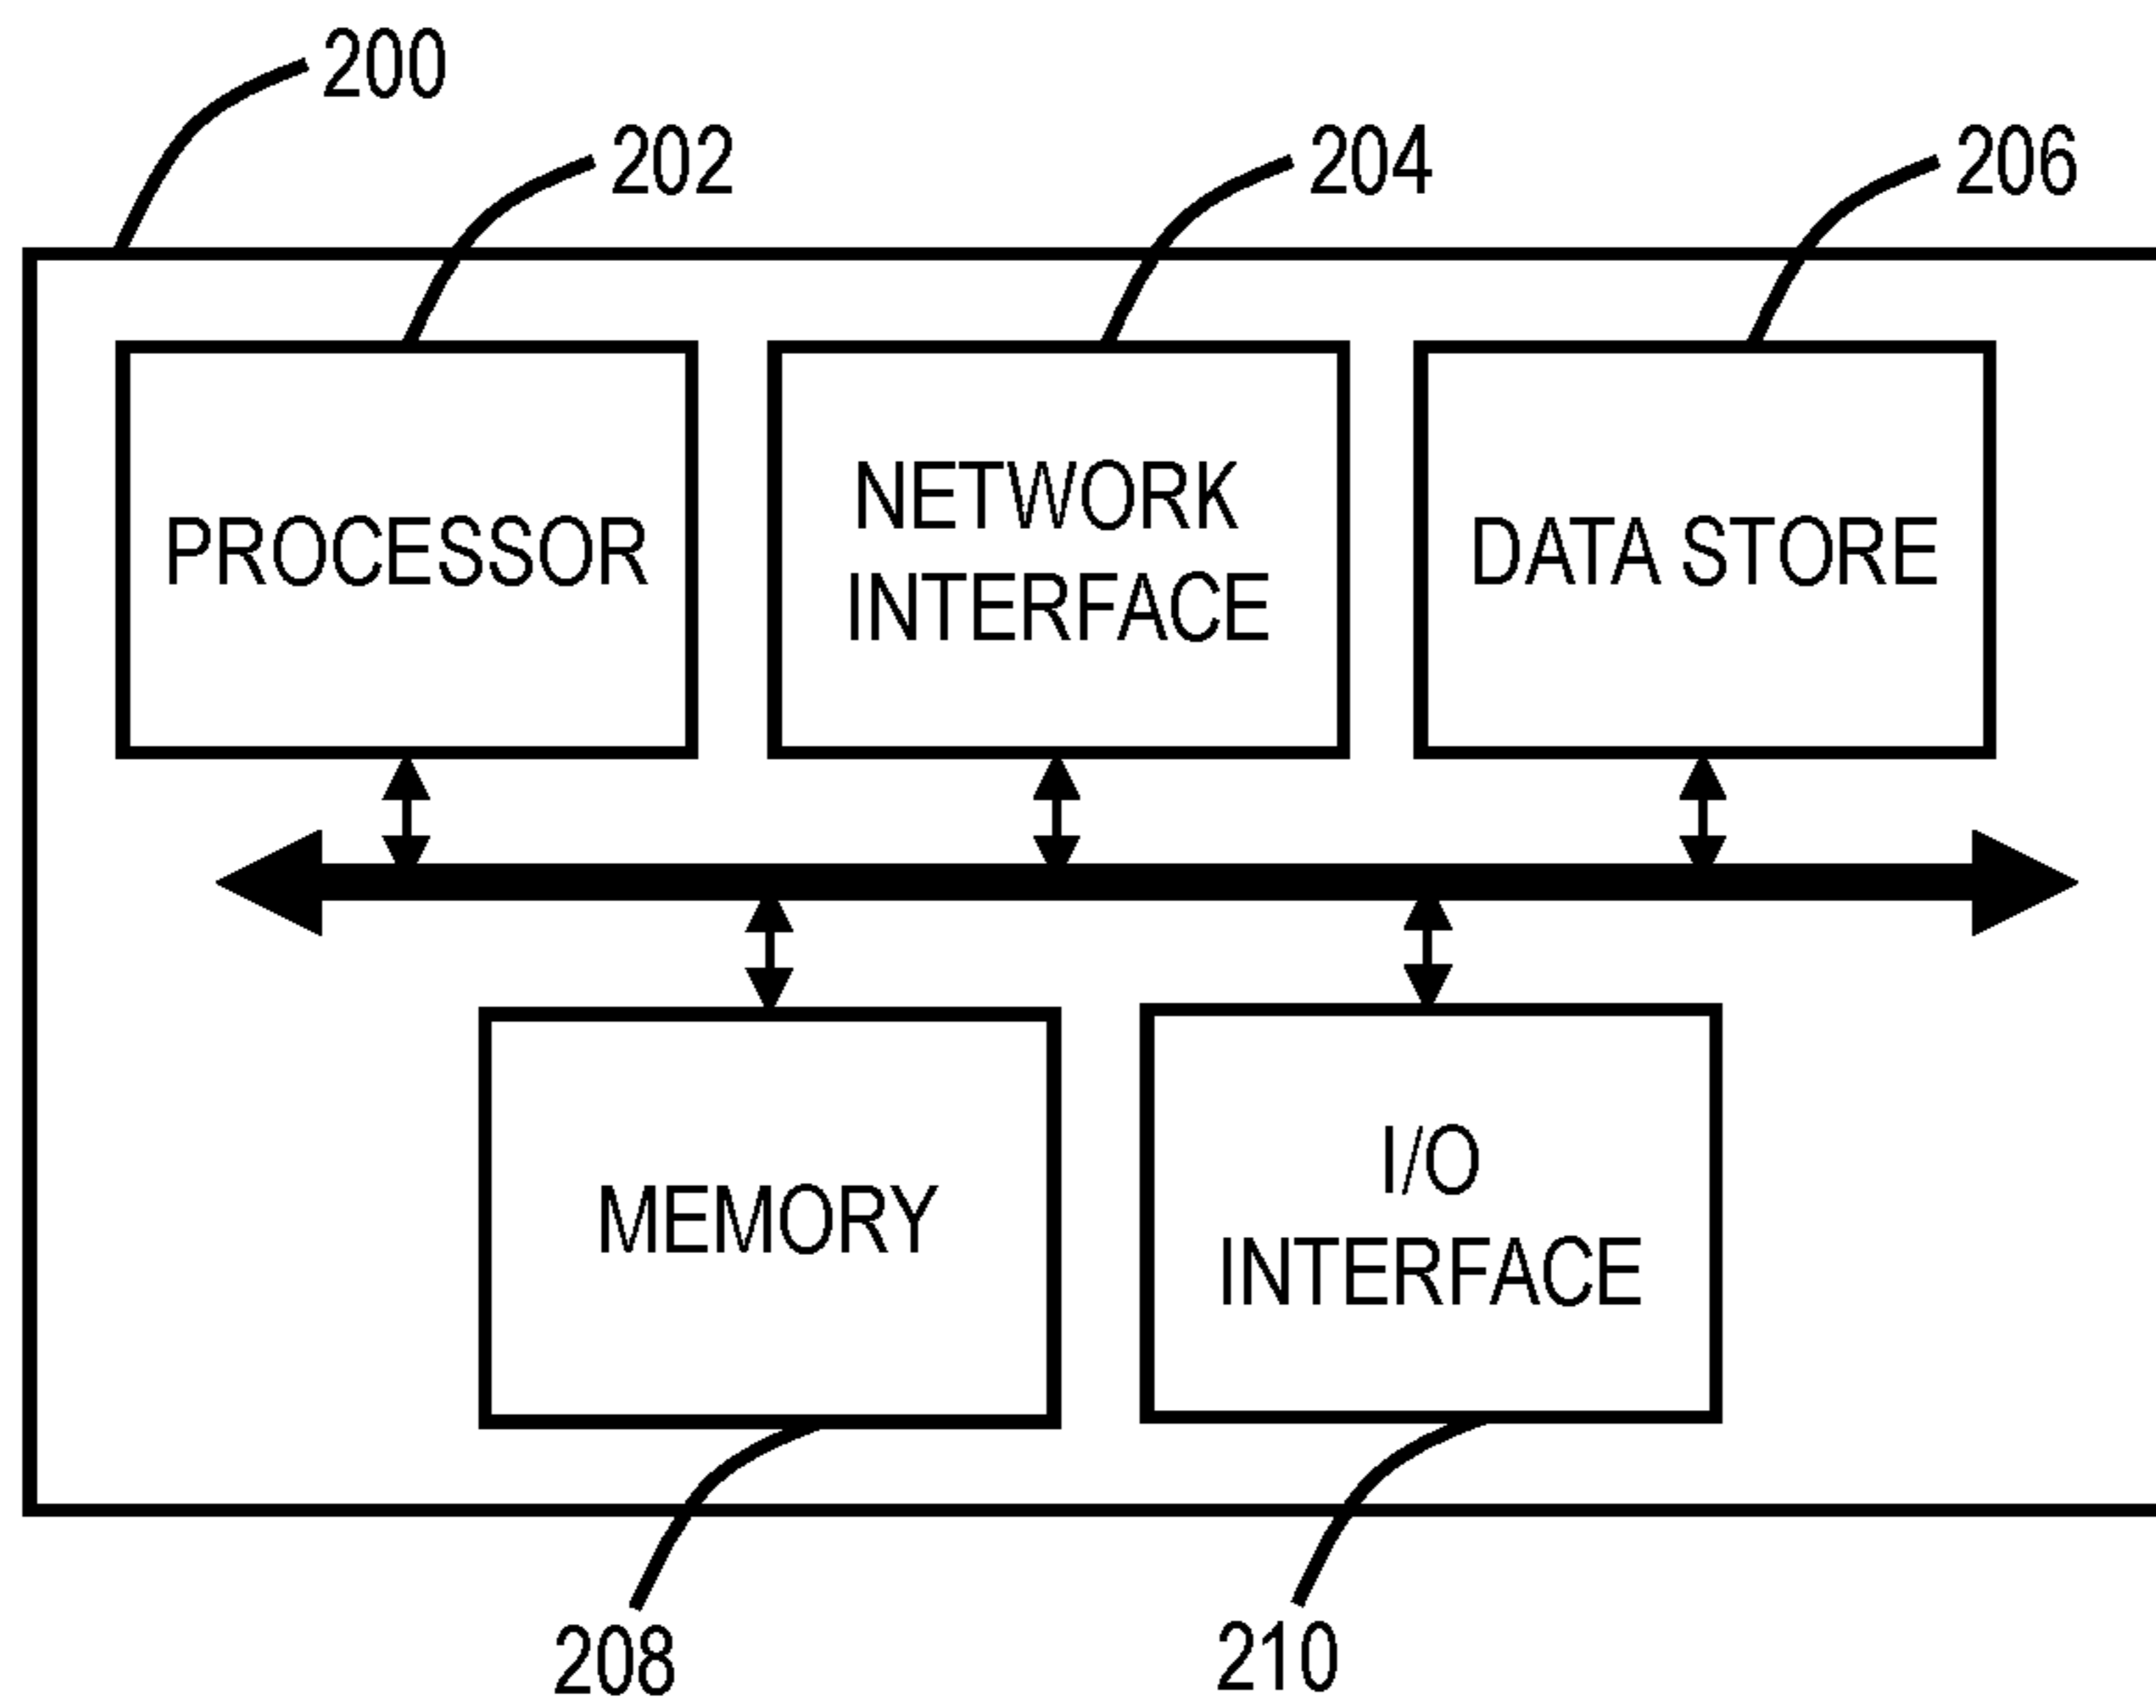 200
202
204
206
PROCESSOR
NETWORK
INTERFACE
DATA STORE
MEMORY
I/O
INTERFACE
208
210